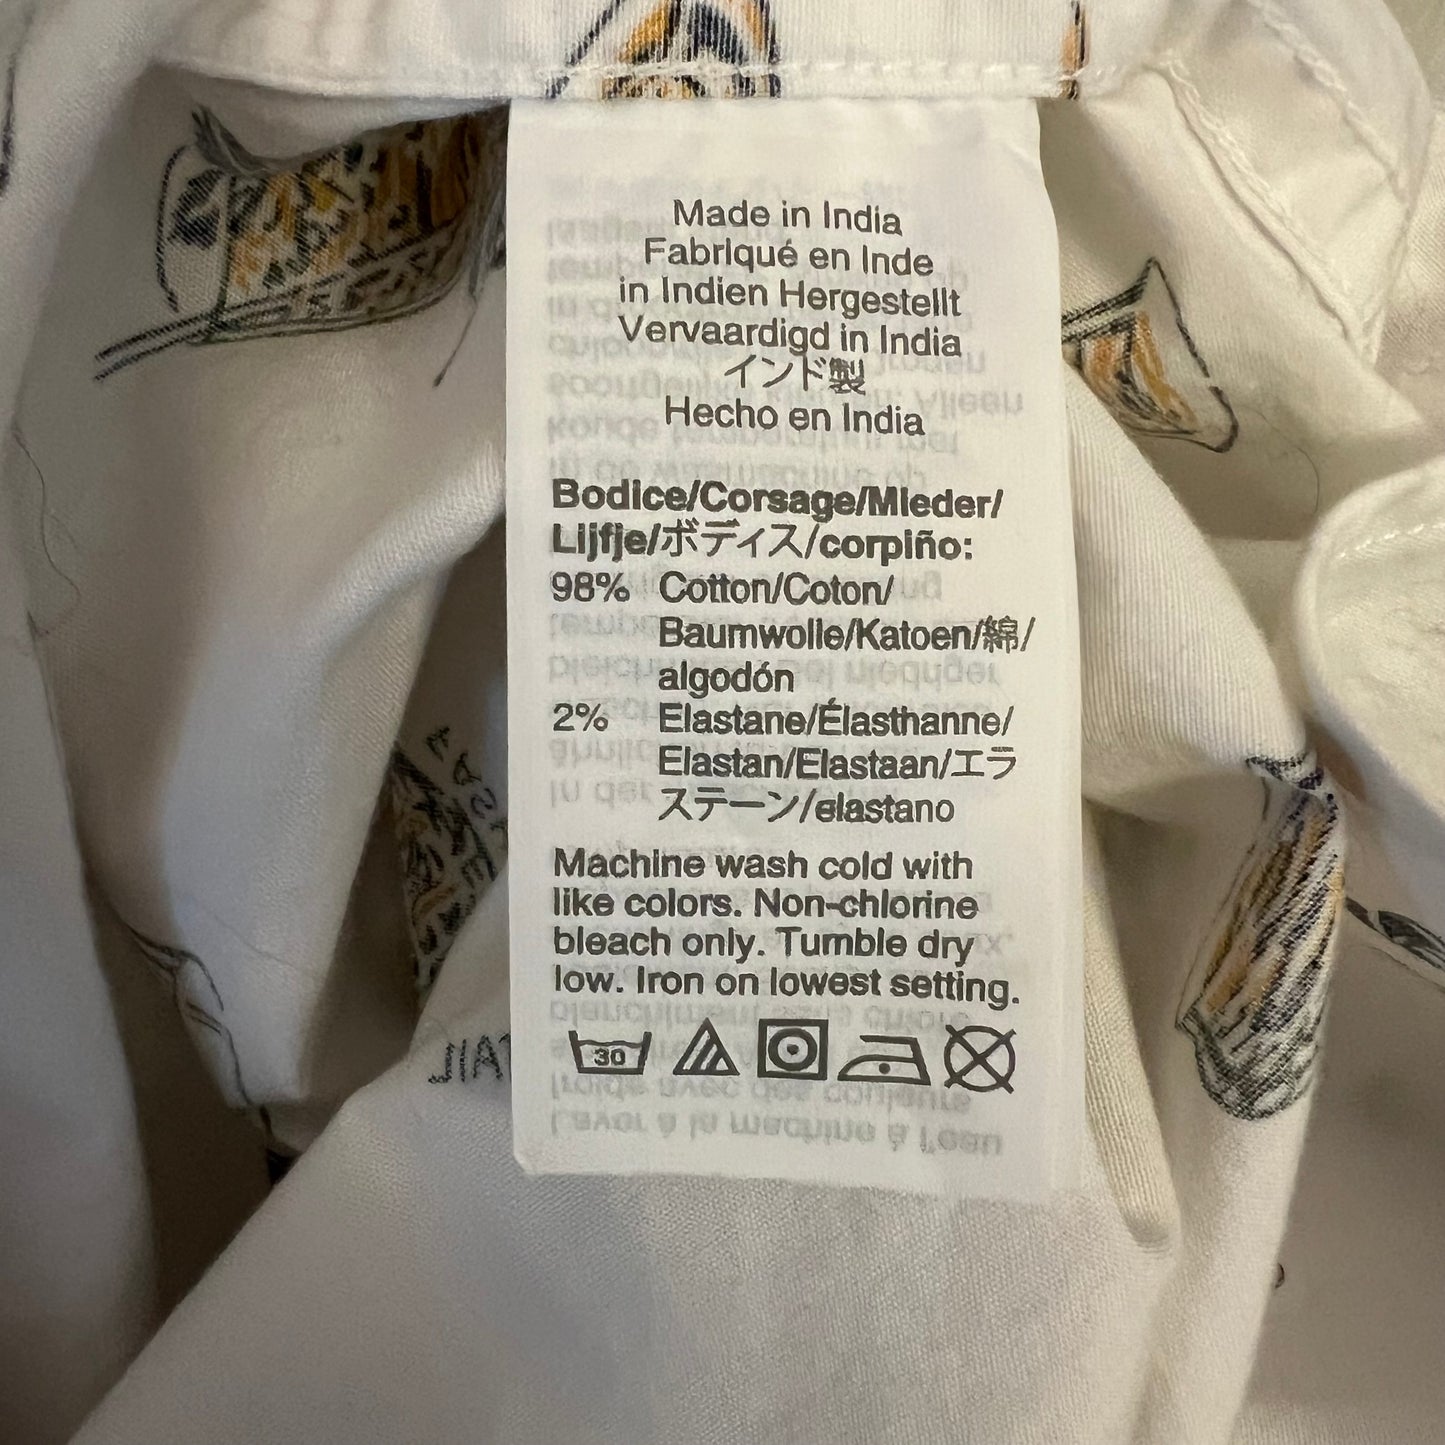 Made in India
Fabriqué en Inde
in Indien Hergestellt
Vervaardigd in India
インド製
Hecho en India
Bodice/Corsage/Mieder/
Lijfje/ボディス/corpiño:
98% Cotton/Coton/
Baumwolle/Katoen/綿/
algodón
2% Elastane/Élasthanne/
Elastan/Elastaan/エラ
ステーン/elastano
Machine wash cold with
like colors. Non-chlorine
bleach only. Tumble dry
low. Iron on lowest setting.
30